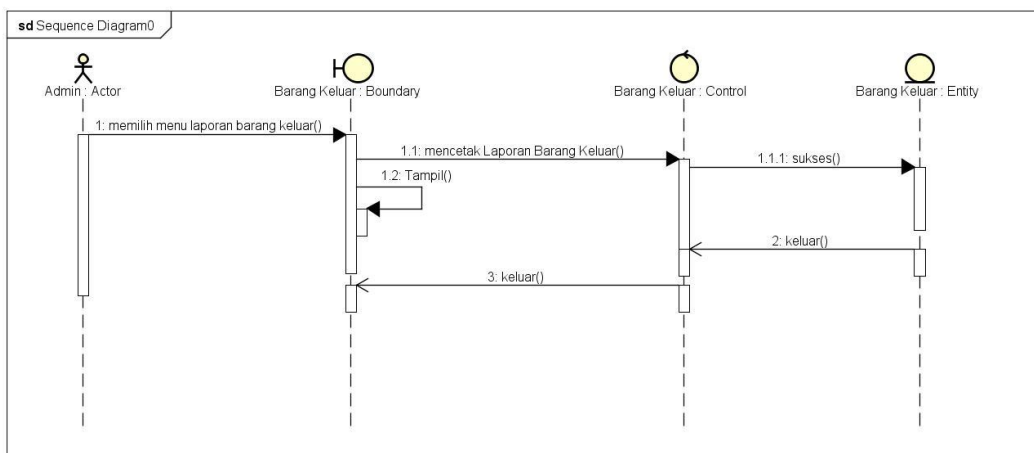 sd Sequence Diagram0
Admin : Actor
Barang Keluar : Boundary
Barang Keluar : Control
Barang Keluar : Entity
1: memilih menu laporan barang keluar()
1.1: mencetak Laporan Barang Keluar()
1.1.1: sukses()
1.2: Tampil()
2: keluar()
3: keluar()